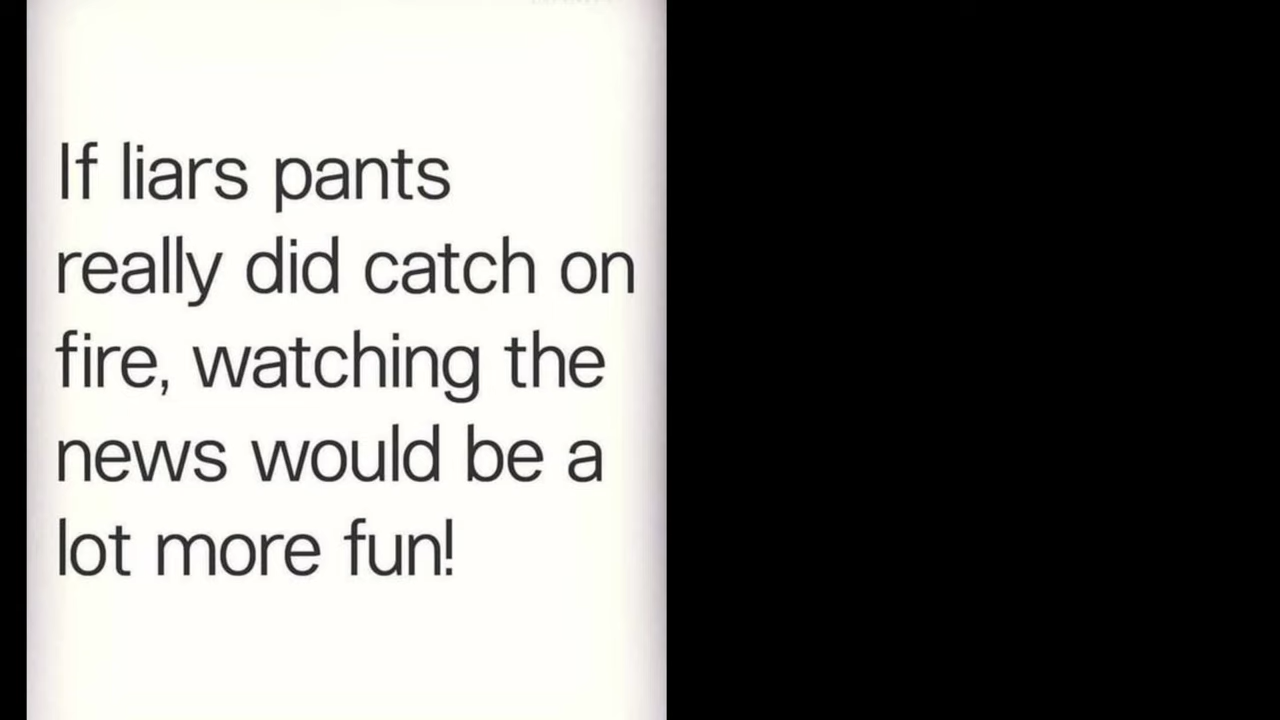 If liars pants
really did catch on
fire, watching the
news would be a
lot more fun!